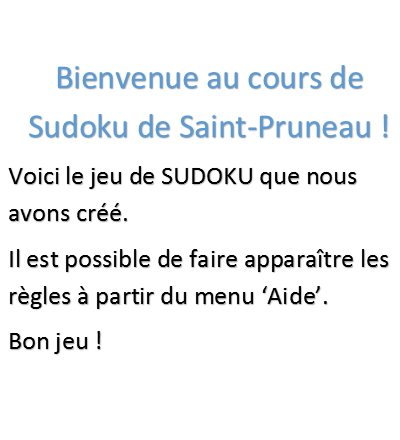 Bienvenue au cours de
Sudoku de Saint-Pruneau !
Voici le jeu de SUDOKU que nous
avons créé.
Il est possible de faire apparaître les
règles à partir du menu ‘Aide’.
Bon jeu !